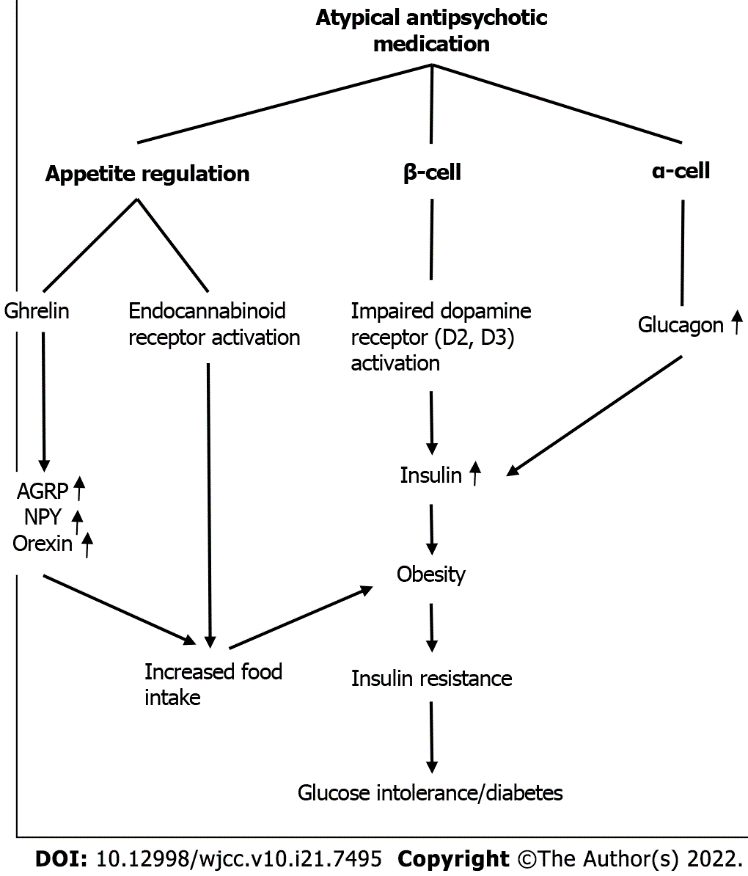 Atypical antipsychotic
medication
Appetite regulation
β-cell
α-cell
Ghrelin
Endocannabinoid
receptor activation
Impaired dopamine
receptor (D2, D3)
activation
Glucagon
Insulin
AGRP
NPY
Orexin
Obesity
Increased food
intake
Insulin resistance
Glucose intolerance/diabetes
DOI: 10.12998/wjcc.v10.i21.7495 Copyright ©The Author(s) 2022.